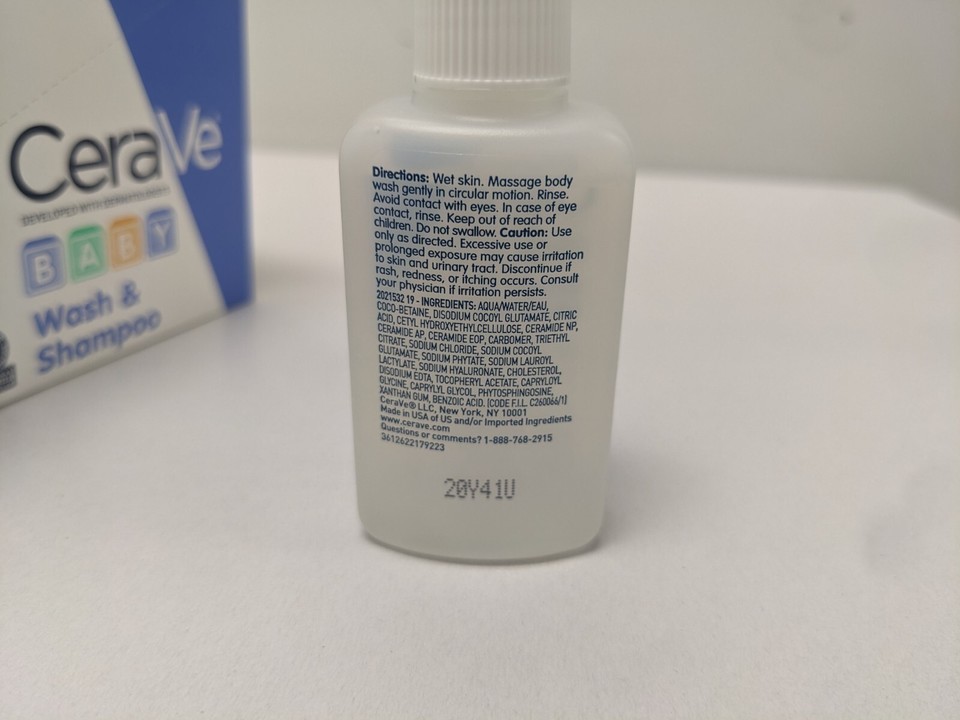 CeraVe
DEVELOPED WITH DERMATOLOGISTS
BABY
Wash &
Shampoo
Directions: Wet skin. Massage body
wash gently in circular motion. Rinse.
Avoid contact with eyes. In case of eye
contact, rinse. Keep out of reach of
children. Do not swallow. Caution: Use
only as directed. Excessive use or
prolonged exposure may cause irritation
to skin and urinary tract. Discontinue if
rash, redness, or itching occurs. Consult
your physician if irritation persists.
2021532 19 - INGREDIENTS: AQUA/WATER/EAU,
COCO-BETAINE, DISODIUM COCOYL GLUTAMATE, CITRIC
ACID, CETYL HYDROXYETHYLCELLULOSE, CERAMIDE NP,
CERAMIDE AP, CERAMIDE EOP, CARBOMER, TRIETHYL
CITRATE, SODIUM CHLORIDE, SODIUM COCOYL
GLUTAMATE, SODIUM PHYTATE, SODIUM LAUROYL
LACTYLATE, SODIUM HYALURONATE, CHOLESTEROL,
DISODIUM EDTA, TOCOPHERYL ACETATE, CAPRYLOYL
GLYCINE, CAPRYLYL GLYCOL, PHYTOSPHINGOSINE,
XANTHAN GUM, BENZOIC ACID. [CODE F.I.L. C260066/1]
CeraVe® LLC, New York, NY 10001
Made in USA of US and/or Imported Ingredients
www.cerave.com
Questions or comments? 1-888-768-2915
3612622179223
20Y41U